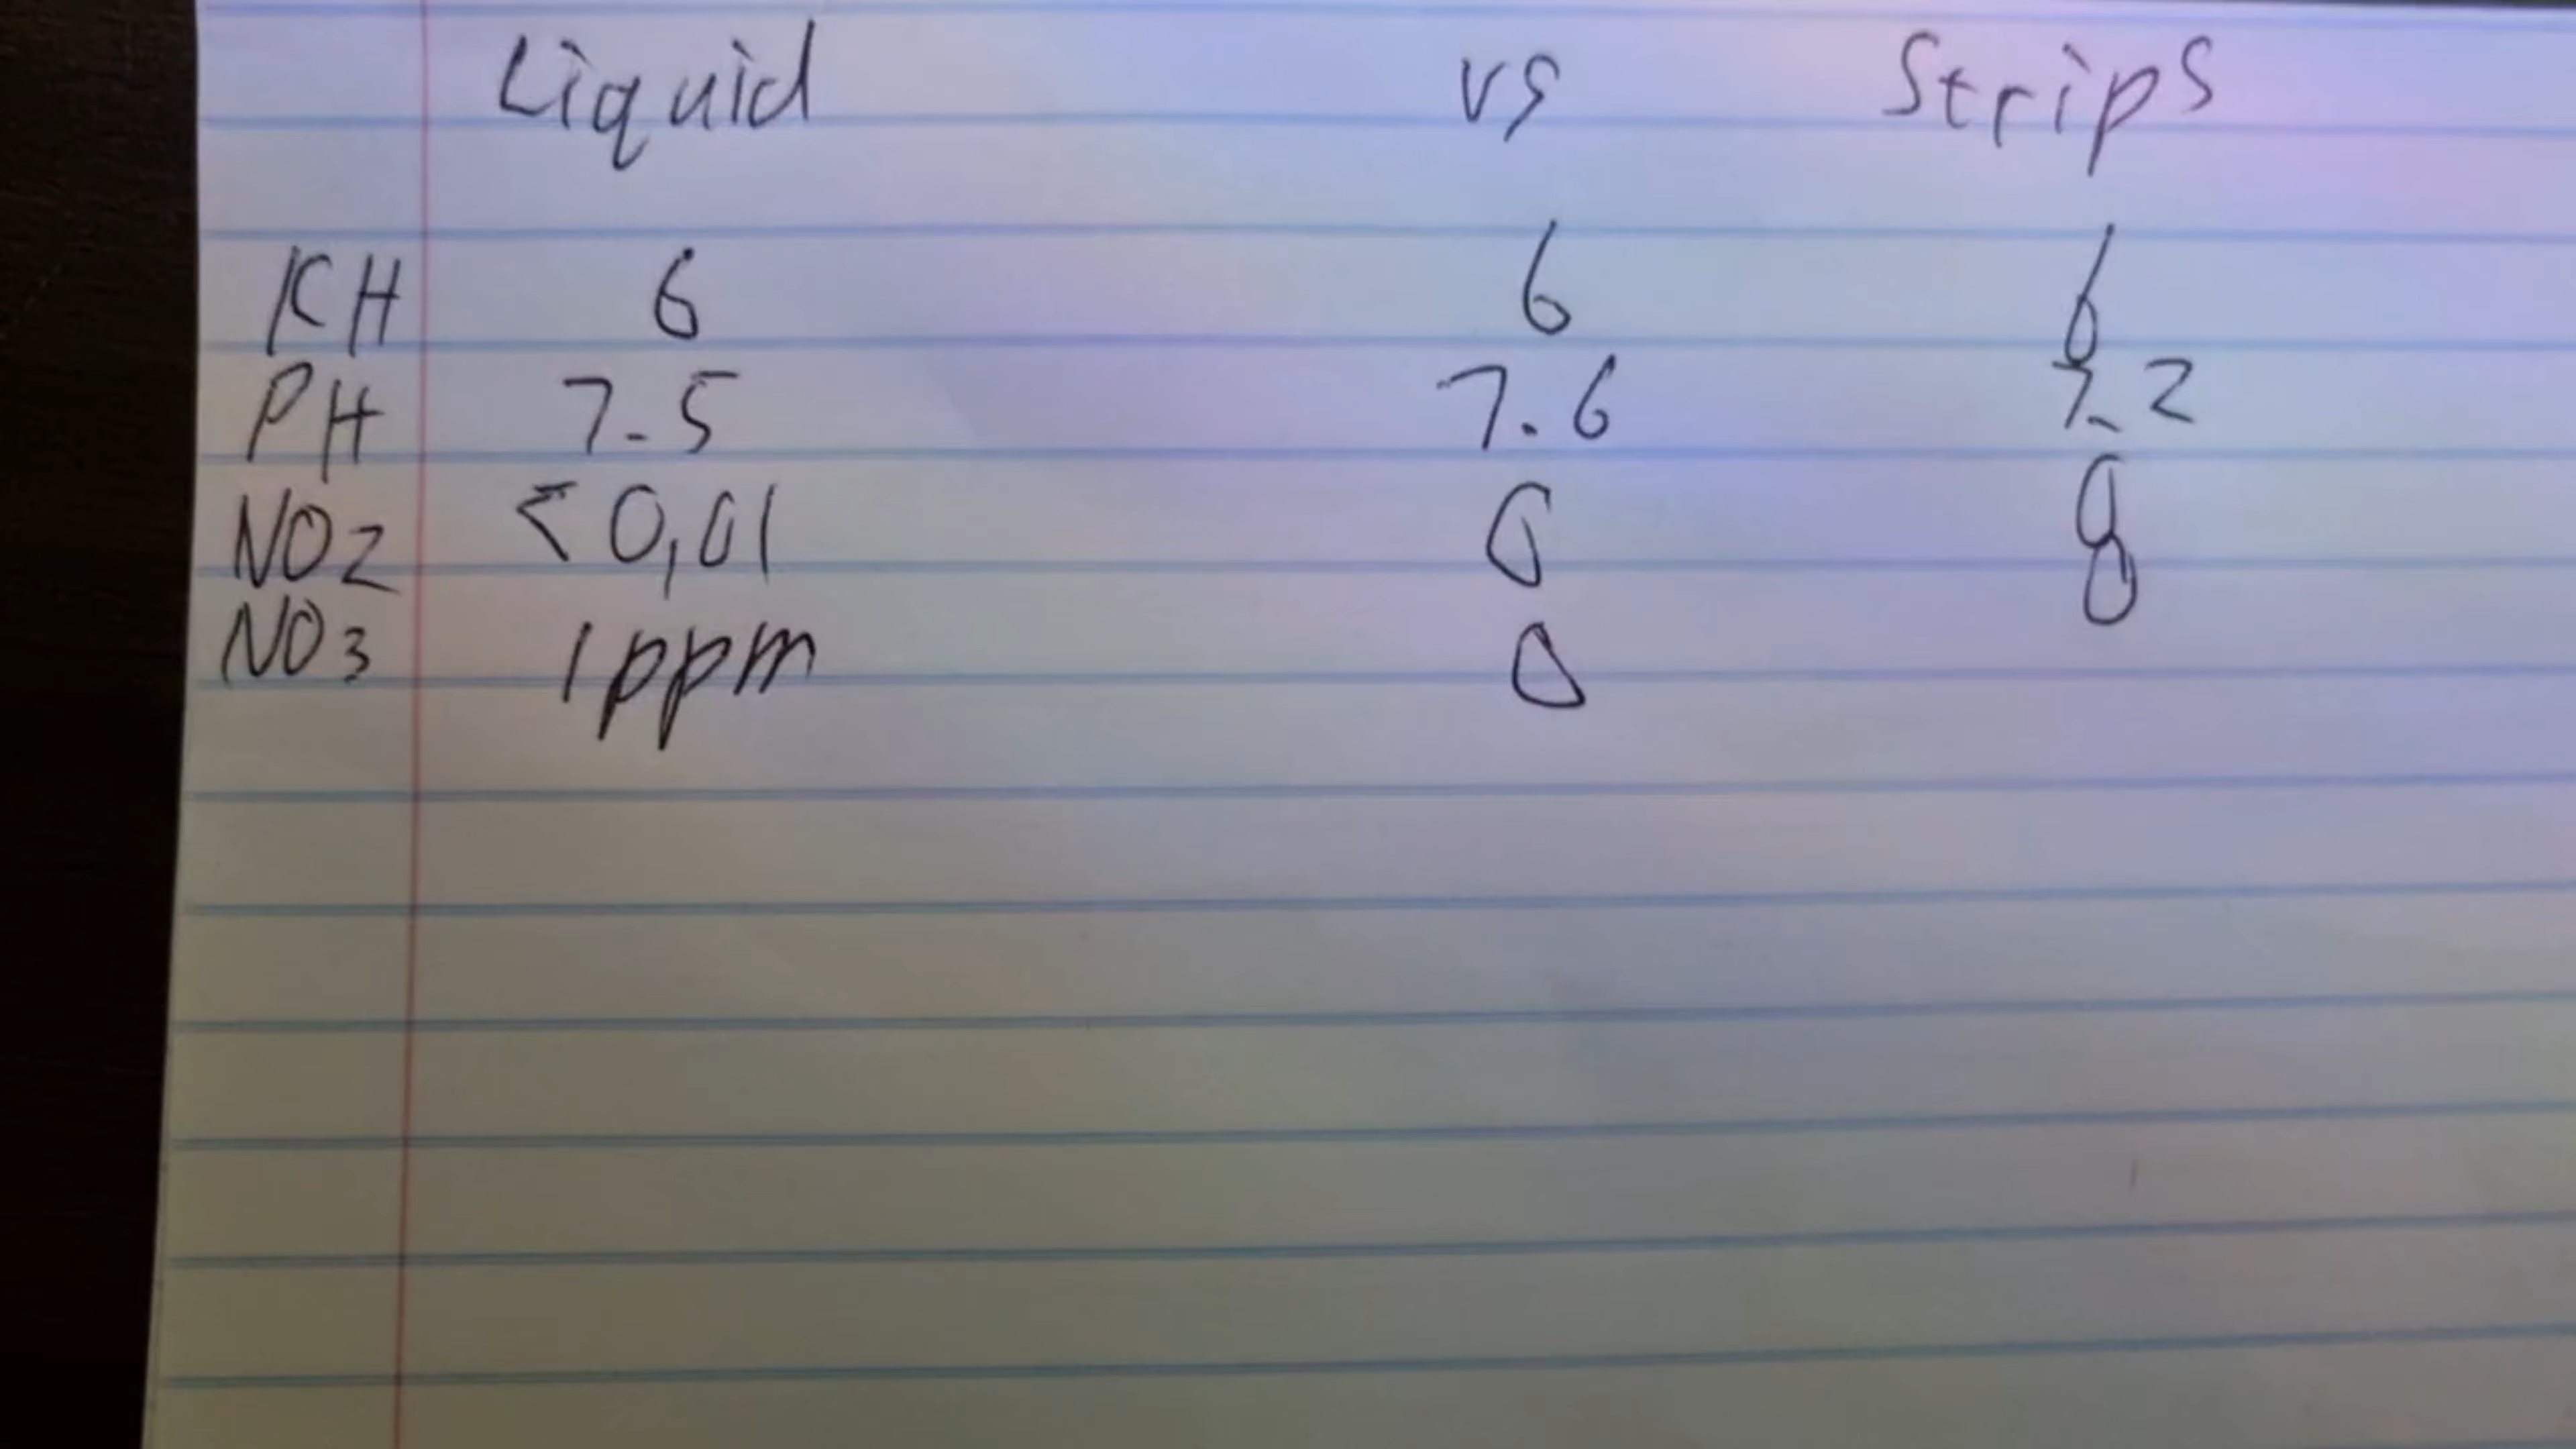 Liquid vs Strips
KH 6 6 6
PH 7.5 7.6 7.2
NO2 ≤0,01 0 0
NO3 1ppm 0 0